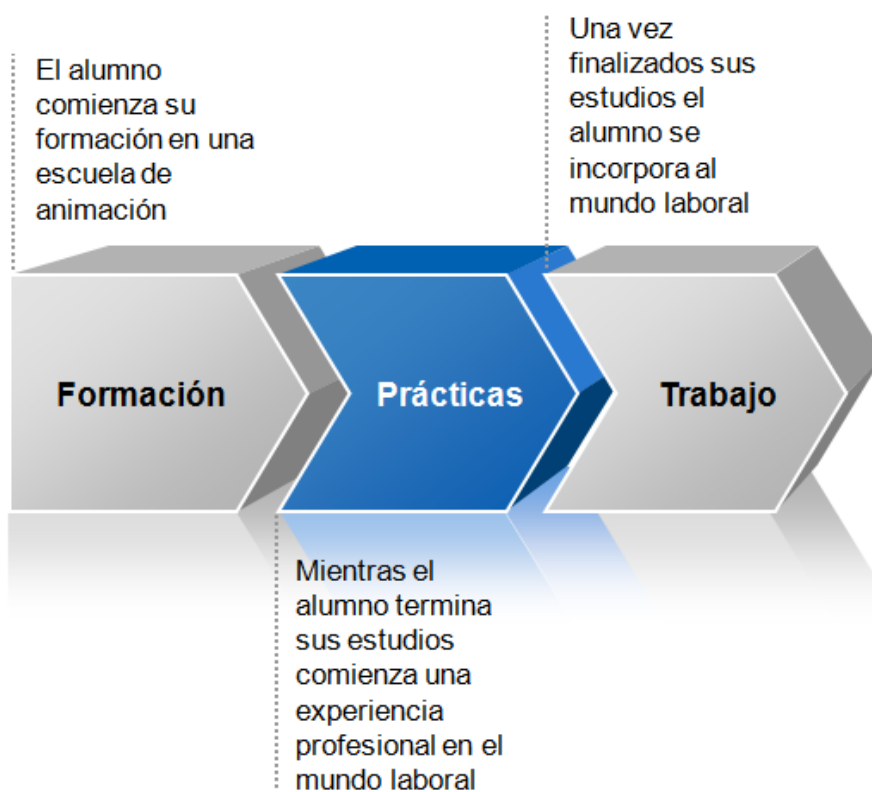 El alumno
comienza su
formación en una
escuela de
animación
Una vez
finalizados sus
estudios el
alumno se
incorpora al
mundo laboral
Formación
Prácticas
Trabajo
Mientras el
alumno termina
sus estudios
comienza una
experiencia
profesional en el
mundo laboral